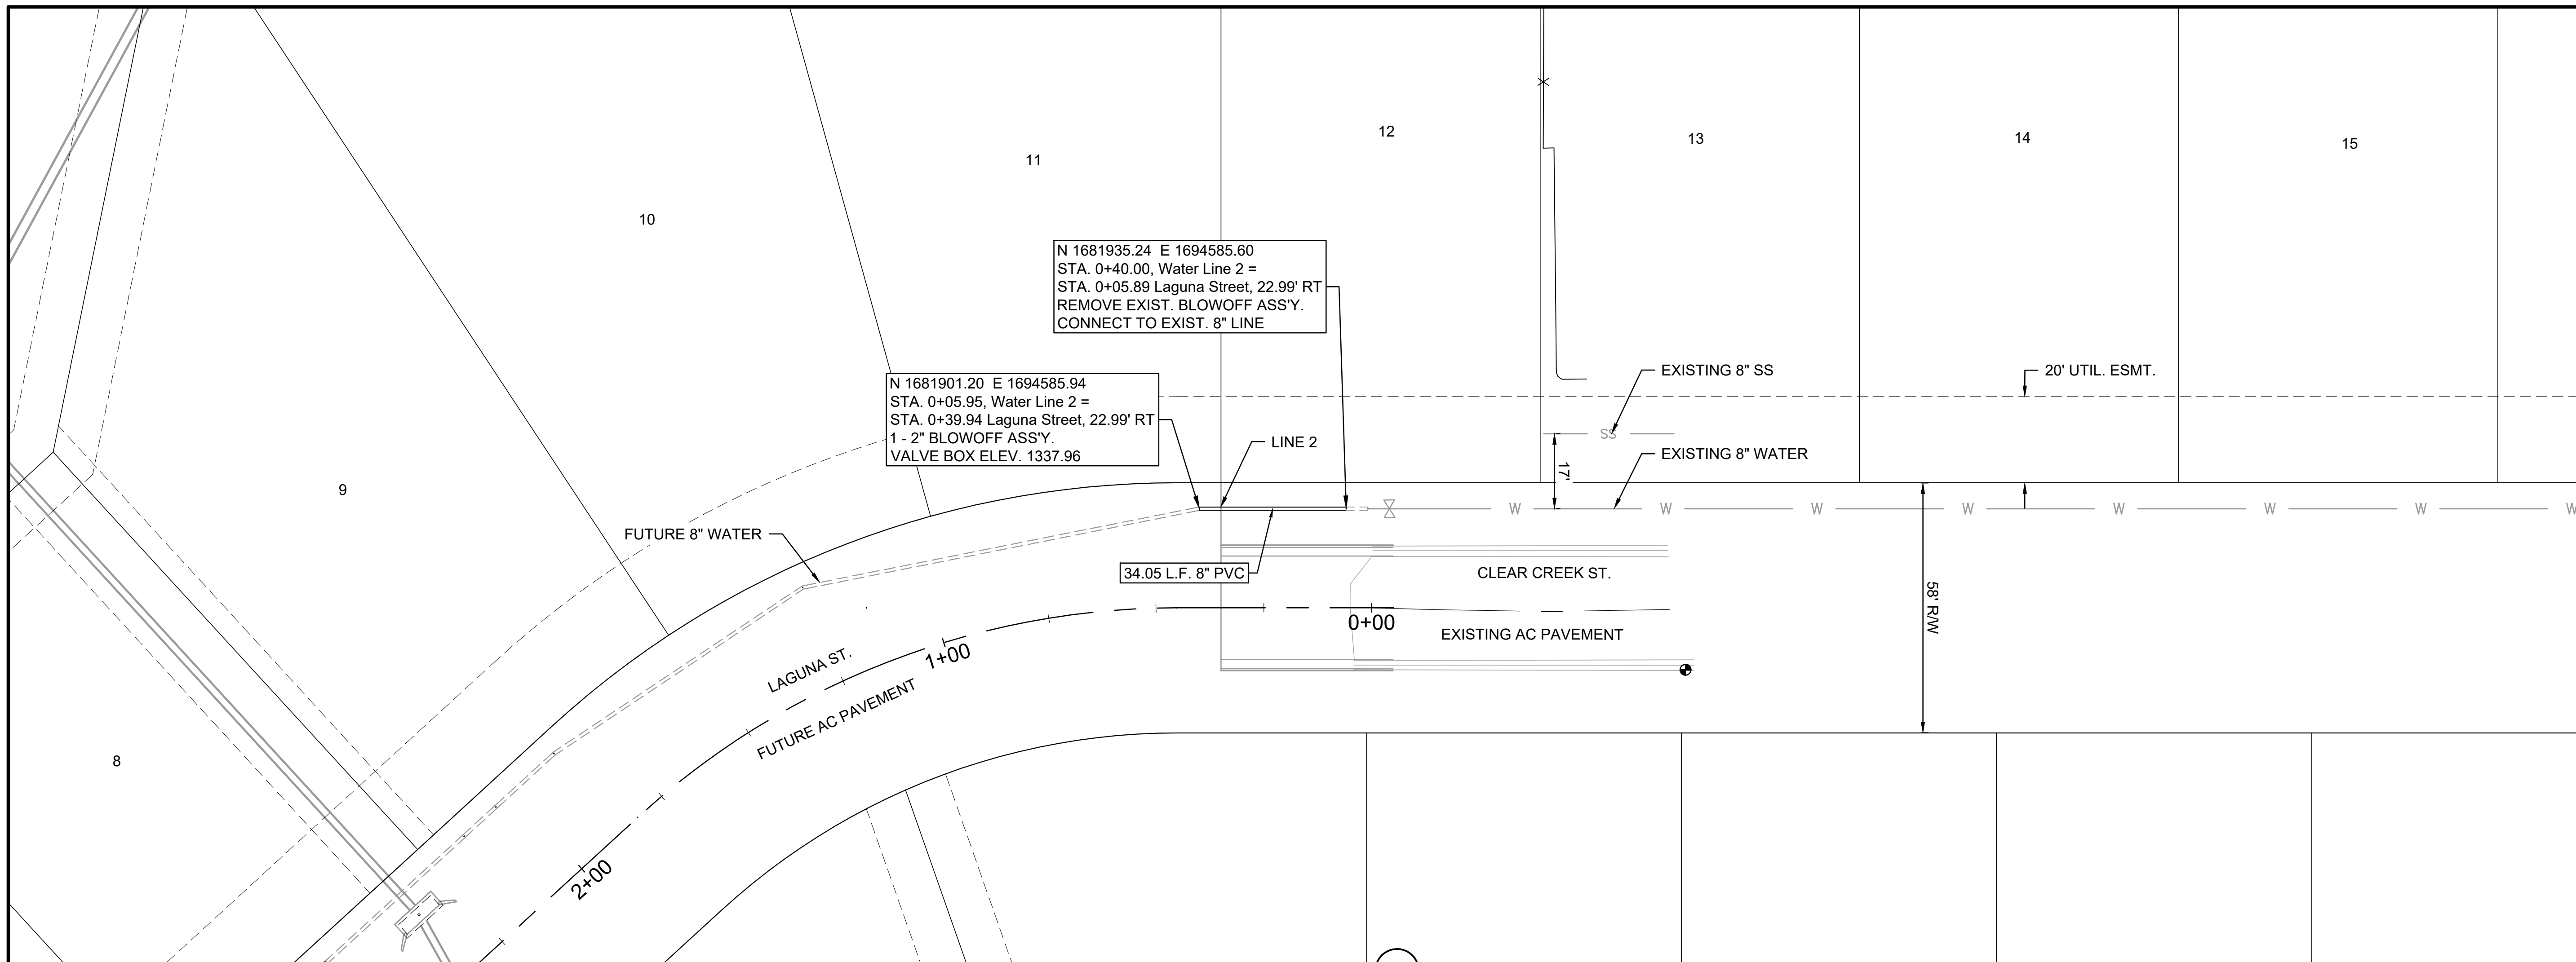 12
13
14
15
11
10
N 1681935.24  E 1694585.60
STA. 0+40.00, Water Line 2 =
STA. 0+05.89 Laguna Street, 22.99' RT
REMOVE EXIST. BLOWOFF ASS'Y.
CONNECT TO EXIST. 8" LINE
N 1681901.20  E 1694585.94
STA. 0+05.95, Water Line 2 =
STA. 0+39.94 Laguna Street, 22.99' RT
1 - 2" BLOWOFF ASS'Y.
VALVE BOX ELEV. 1337.96
EXISTING 8" SS
20' UTIL. ESMT.
SS
LINE 2
EXISTING 8" WATER
17'
9
W W W W W W W W
FUTURE 8" WATER
34.05 L.F. 8" PVC
CLEAR CREEK ST.
58' R/W
0+00
EXISTING AC PAVEMENT
1+00
LAGUNA ST.
FUTURE AC PAVEMENT
8
2+00